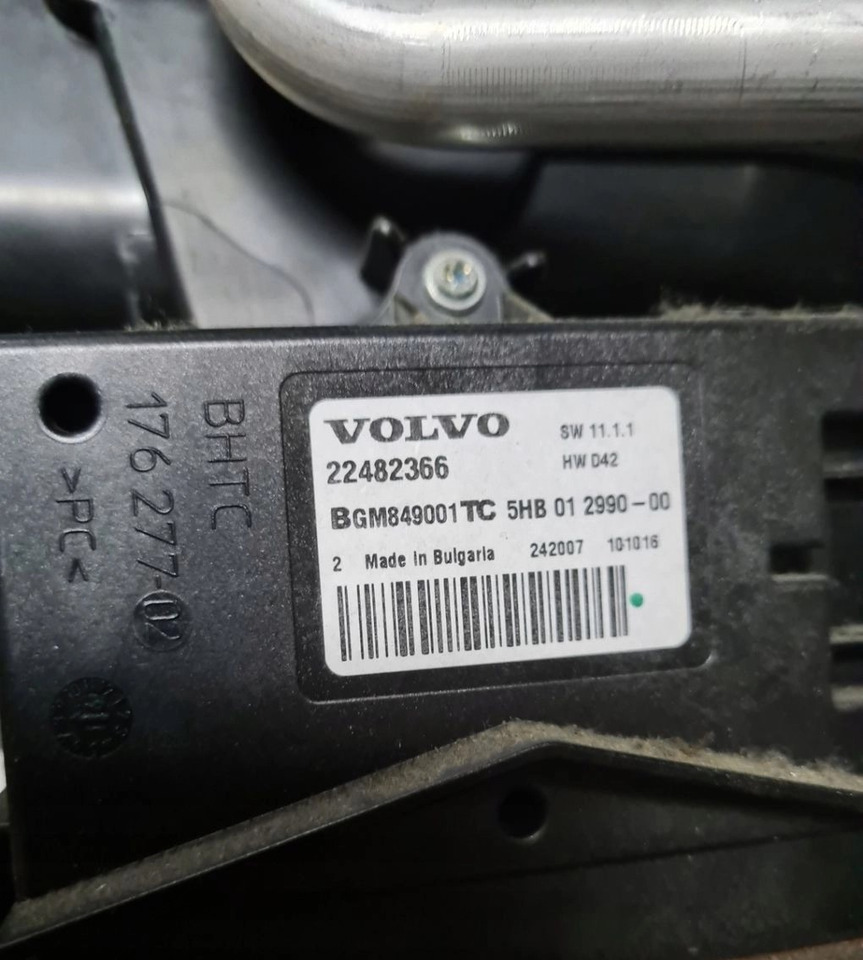 VOLVO SW 11.1.1
22482366 HW D42
BGM849001TC 5HB 01 2990-00
2 Made in Bulgaria 242007 101016
BHTC
176 277-02
>PC<